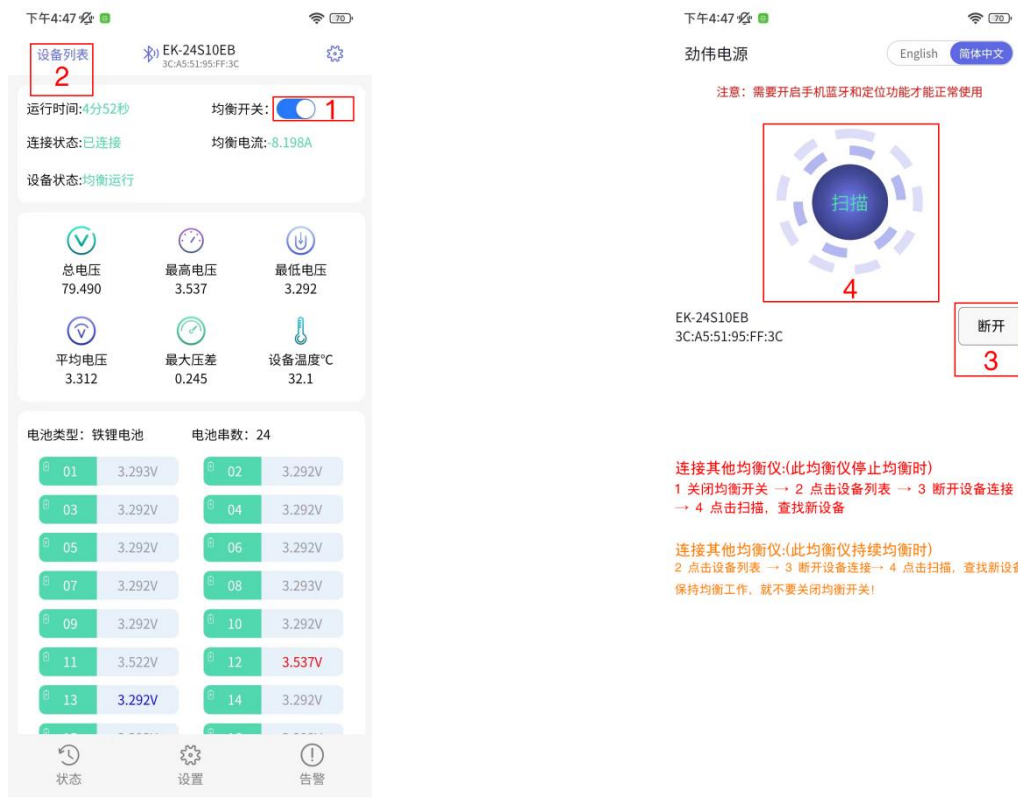 下午4:47
70
设备列表
EK-24S10EB
3C:A5:51:95:FF:3C
2
运行时间:4分52秒
均衡开关:
1
连接状态:已连接
均衡电流:-8.198A
设备状态:均衡运行
总电压
最高电压
最低电压
79.490
3.537
3.292
平均电压
最大压差
设备温度℃
3.312
0.245
32.1
电池类型：铁锂电池
电池串数：24
01 3.293V
02 3.292V
03 3.292V
04 3.292V
05 3.292V
06 3.292V
07 3.292V
08 3.293V
09 3.292V
10 3.292V
11 3.522V
12 3.537V
13 3.292V
14 3.292V
状态
设置
告警
下午4:47
70
劲伟电源
English
简体中文
注意：需要开启手机蓝牙和定位功能才能正常使用
扫描
4
EK-24S10EB
3C:A5:51:95:FF:3C
断开
3
连接其他均衡仪:(此均衡仪停止均衡时)
1 关闭均衡开关 → 2 点击设备列表 → 3 断开设备连接
→ 4 点击扫描，查找新设备
连接其他均衡仪:(此均衡仪持续均衡时)
2 点击设备列表 → 3 断开设备连接→ 4 点击扫描，查找新设备
保持均衡工作，就不要关闭均衡开关!